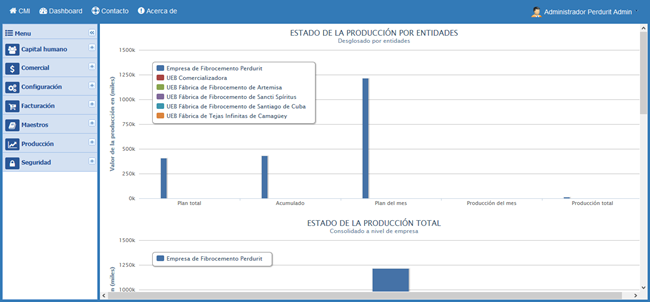 CMI Dashboard Contacto Acerca de
Administrador Perdurit Admin
Menu
Capital humano
Comercial
Configuración
Facturación
Maestros
Producción
Seguridad
ESTADO DE LA PRODUCCIÓN POR ENTIDADES
Desglosado por entidades
Valor de la producción en (miles)
1500k
1250k
1000k
750k
500k
250k
0k
Empresa de Fibrocemento Perdurit
UEB Comercializadora
UEB Fábrica de Fibrocemento de Artemisa
UEB Fábrica de Fibrocemento de Sancti Spíritus
UEB Fábrica de Fibrocemento de Santiago de Cuba
UEB Fábrica de Tejas Infinitas de Camagüey
Plan total Acumulado Plan del mes Producción del mes Producción total
ESTADO DE LA PRODUCCIÓN TOTAL
Consolidado a nivel de empresa
n (miles)
1500k
1250k
1000k
Empresa de Fibrocemento Perdurit